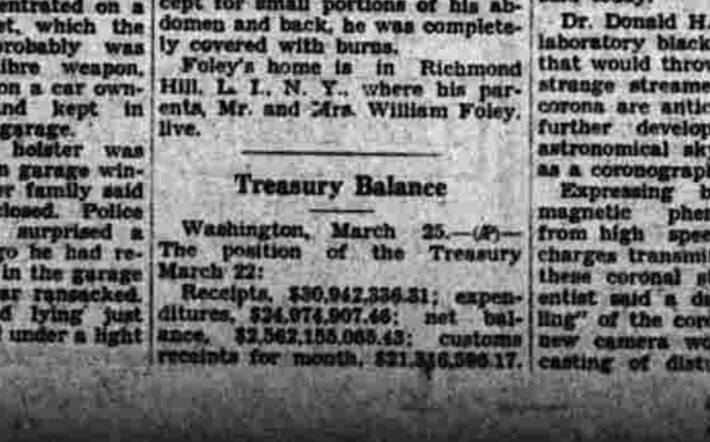 entrated on a
et, which the
probably was
libre weapon.
on a car own-
and kept in
garage.
holster was
n garage win-
er family said
closed. Police
surprised a
go he had re-
in the garage
ar ransacked.
d lying just
under a light
cept for small portions of his ab-
domen and back, he was complete-
ly covered with burns.
Foley's home is in Richmond
Hill, L. I., N. Y., where his par-
ents, Mr. and Mrs. William Foley,
live.
Treasury Balance
Washington, March 25.—(AP)—
The position of the Treasury
March 22:
Receipts, $30,942,336.31; expen-
ditures, $24,974,907.46; net bal-
ance, $2,562,155,065.43; customs
receipts for month, $21,316,596.17.
Dr. Donald H.
laboratory black
that would throw
strange streame
corona are antic
further develop
astronomical sky
as a coronograph
Expressing b
magnetic phen
from high spee
charges transmit
these coronal st
entist said a du
ling" of the cor
new camera wo
casting of distu